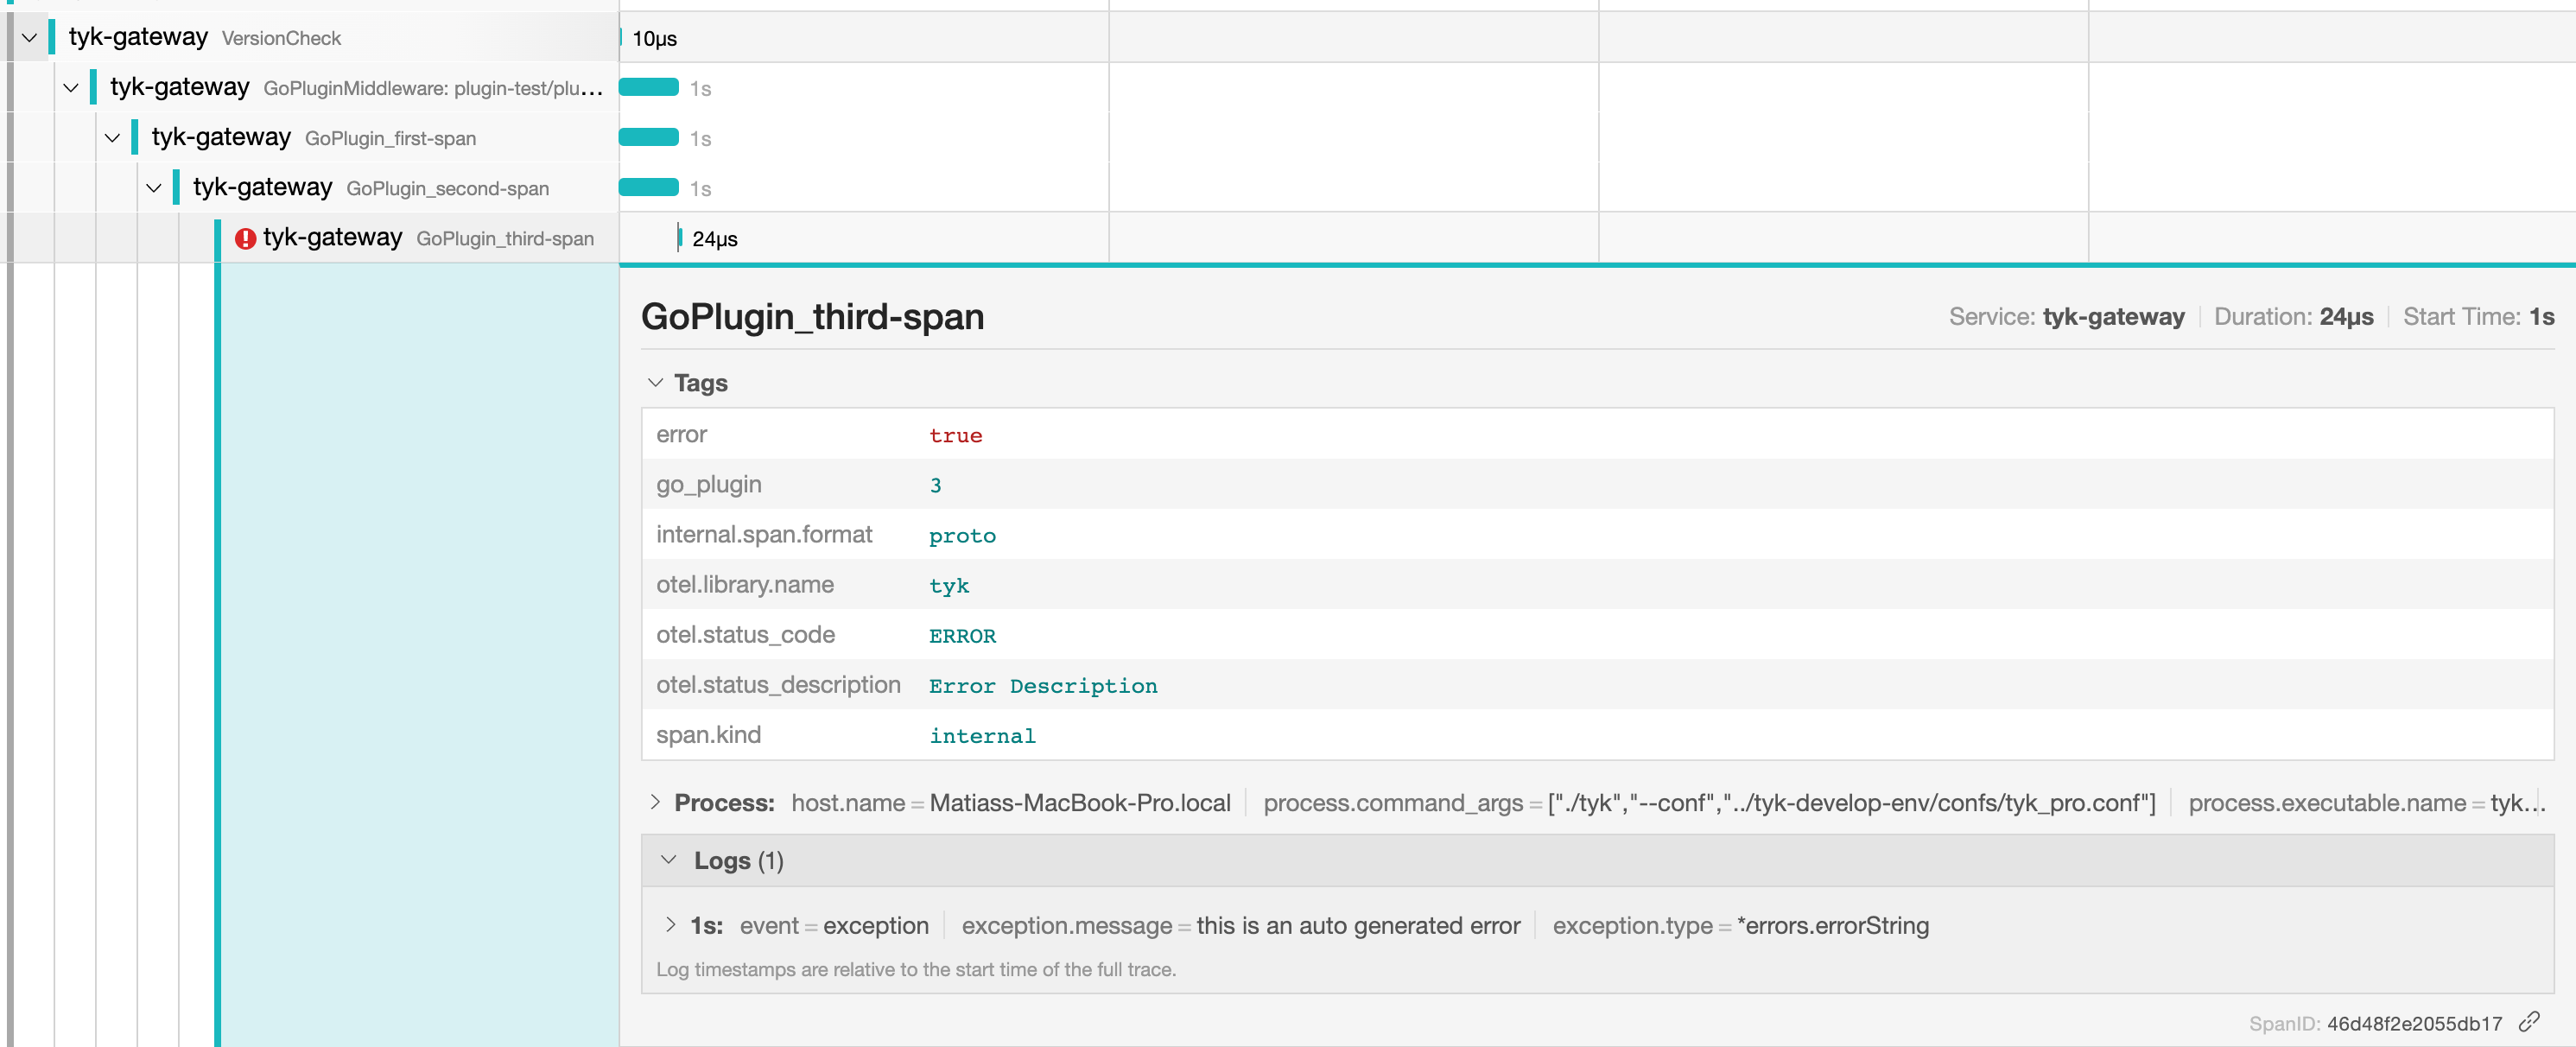 tyk-gateway VersionCheck 10μs
tyk-gateway GoPluginMiddleware: plugin-test/plu... 1s
tyk-gateway GoPlugin_first-span 1s
tyk-gateway GoPlugin_second-span 1s
tyk-gateway GoPlugin_third-span 24μs
GoPlugin_third-span Service: tyk-gateway Duration: 24μs Start Time: 1s
Tags
error true
go_plugin 3
internal.span.format proto
otel.library.name tyk
otel.status_code ERROR
otel.status_description Error Description
span.kind internal
Process: host.name = Matiass-MacBook-Pro.local process.command_args = ["./tyk","--conf","../tyk-develop-env/confs/tyk_pro.conf"] process.executable.name = tyk...
Logs (1)
1s: event = exception exception.message = this is an auto generated error exception.type = *errors.errorString
Log timestamps are relative to the start time of the full trace.
SpanID: 46d48f2e2055db17